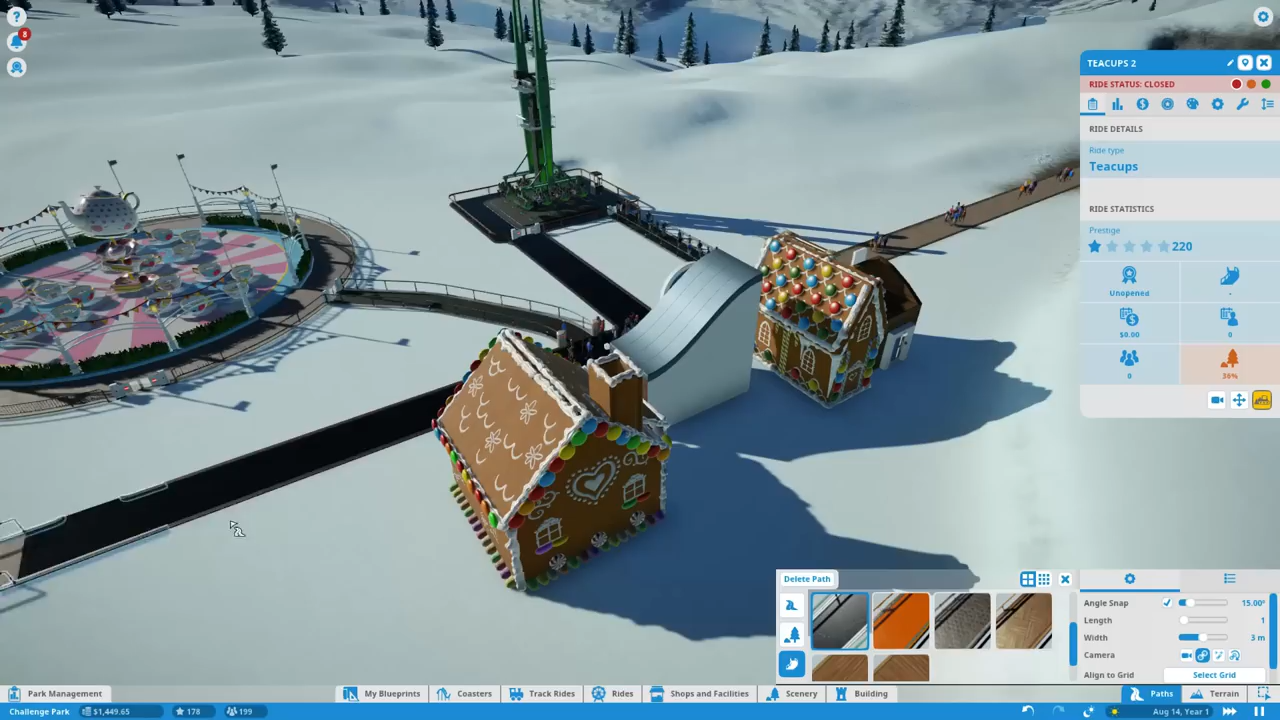 ?
8
TEACUPS 2
RIDE STATUS: CLOSED
RIDE DETAILS
Ride type
Teacups
RIDE STATISTICS
Prestige
220
Unopened
-
$0.00
0
0
36%
Delete Path
Angle Snap
15.00°
Length
1
Width
3 m
Camera
Align to Grid
Select Grid
Park Management
My Blueprints
Coasters
Track Rides
Rides
Shops and Facilities
Scenery
Building
Paths
Terrain
Challenge Park
$1,449.65
178
199
Aug 14, Year 1